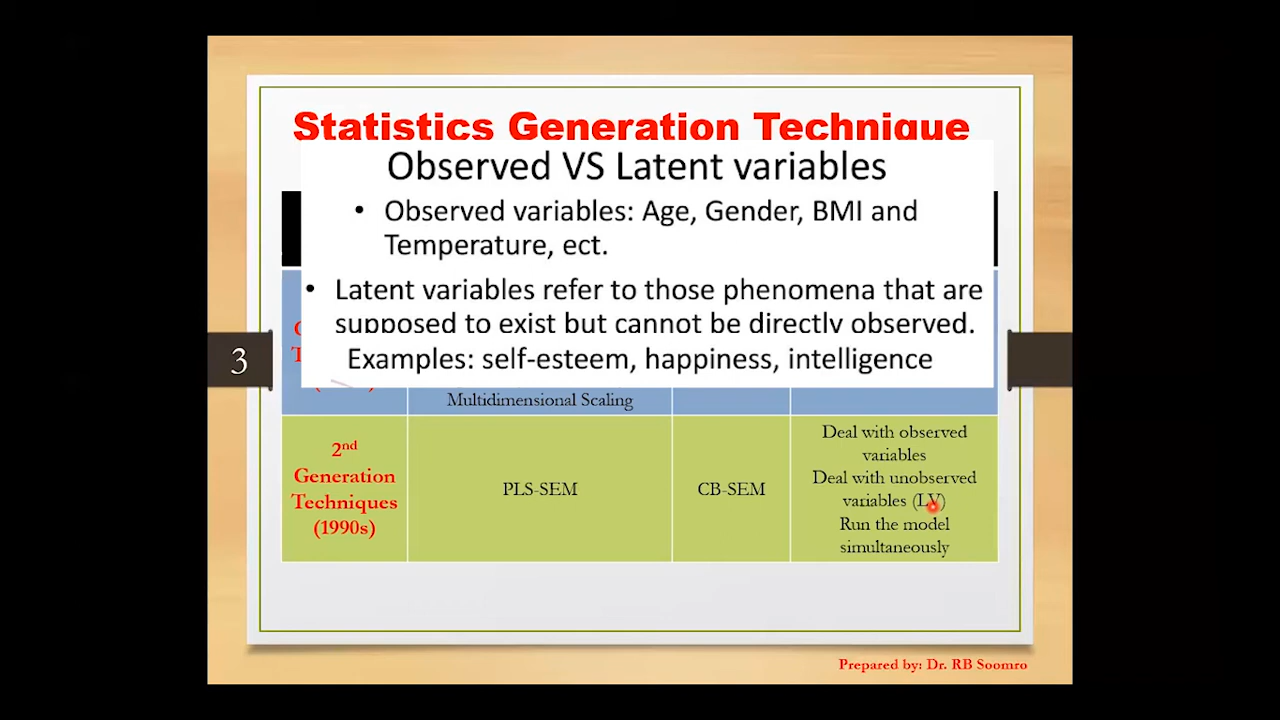 Statistics Generation Technique
Observed VS Latent variables
• Observed variables: Age, Gender, BMI and
Temperature, ect.
• Latent variables refer to those phenomena that are
supposed to exist but cannot be directly observed.
Examples: self-esteem, happiness, intelligence
3
Multidimensional Scaling
2nd
Generation
Techniques
(1990s)
PLS-SEM
CB-SEM
Deal with observed
variables
Deal with unobserved
variables (LV)
Run the model
simultaneously
Prepared by: Dr. RB Soomro